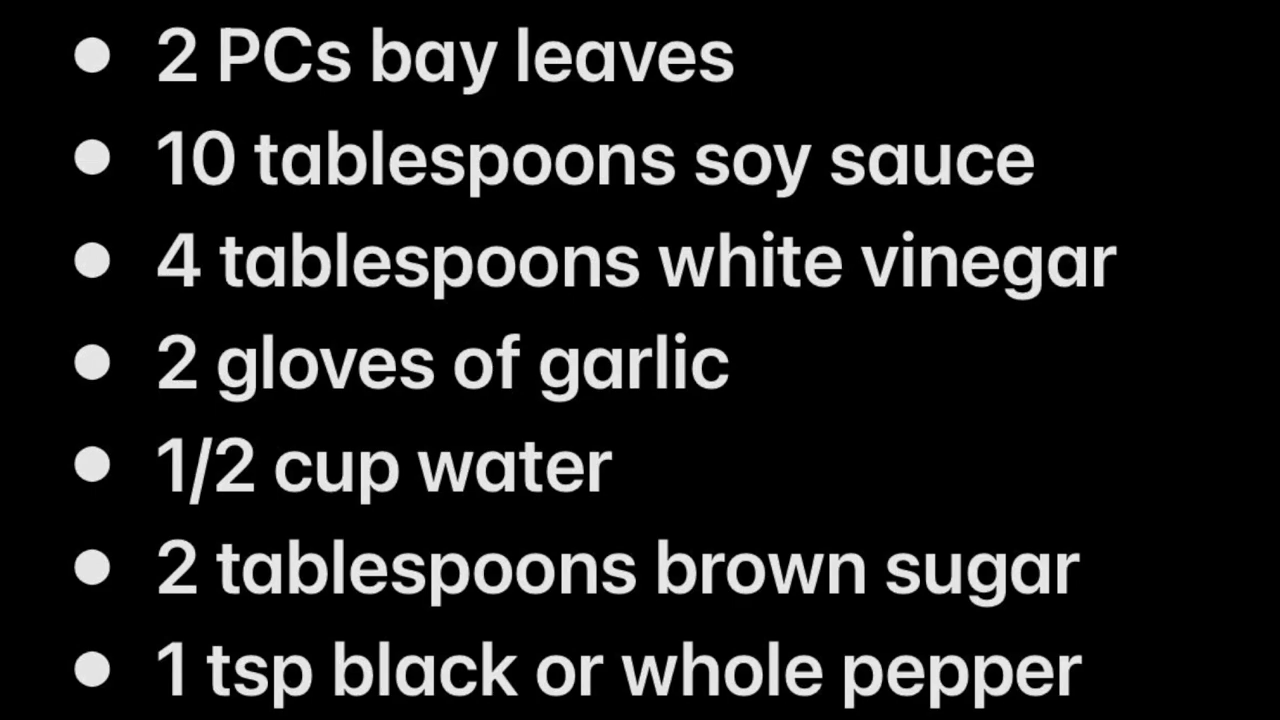 • 2 PCs bay leaves
• 10 tablespoons soy sauce
• 4 tablespoons white vinegar
• 2 gloves of garlic
• 1/2 cup water
• 2 tablespoons brown sugar
• 1 tsp black or whole pepper